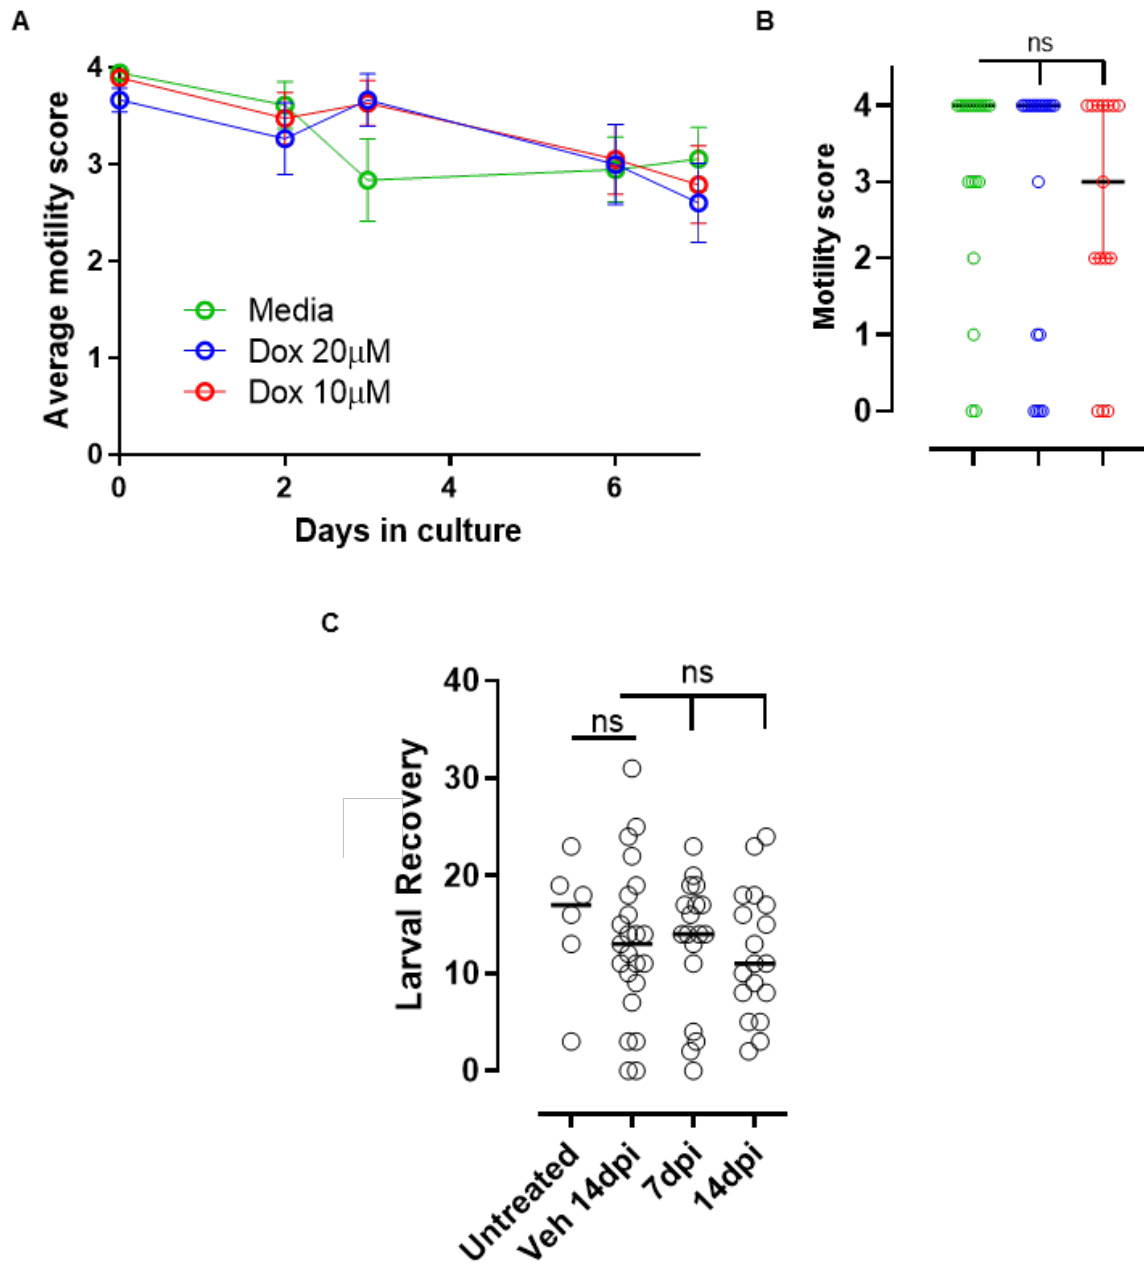 A
4
3
2
1
0
Average motility score
Media
Dox 20μM
Dox 10μM
0 2 4 6
Days in culture
B
ns
4
3
2
1
0
Motility score
C
40
30
20
10
0
Larval Recovery
ns
ns
Untreated
Veh 14dpi
7dpi
14dpi